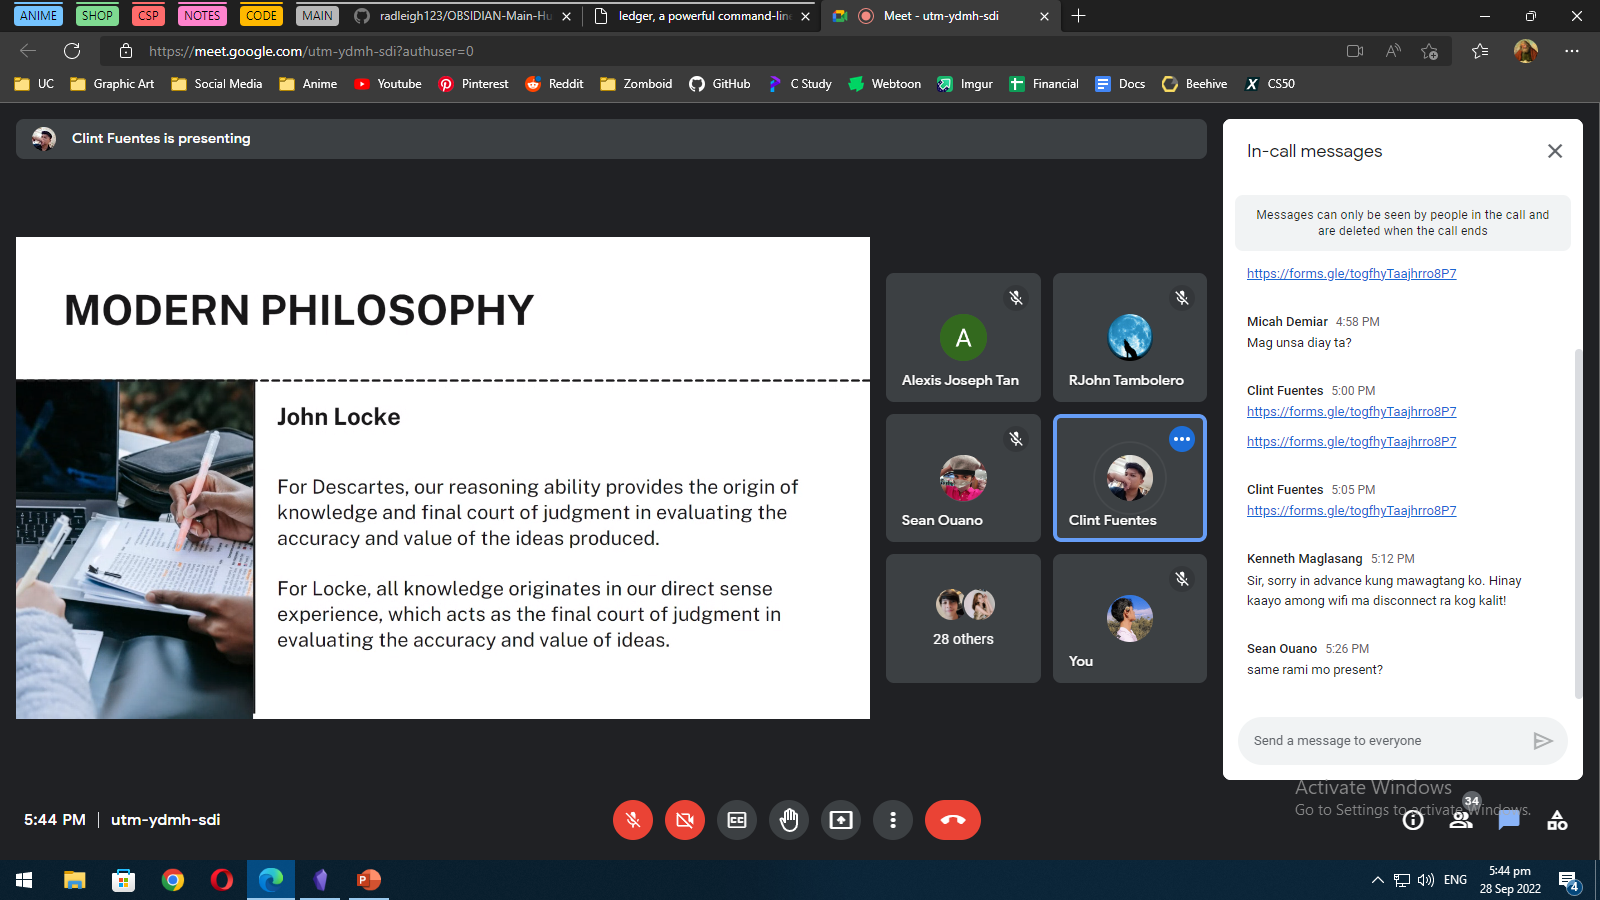 ANIME SHOP CSP NOTES CODE MAIN radleigh123/OBSIDIAN-Main-Hu ledger, a powerful command-line Meet - utm-ydmh-sdi
https://meet.google.com/utm-ydmh-sdi?authuser=0
UC Graphic Art Social Media Anime Youtube Pinterest Reddit Zomboid GitHub C Study Webtoon Imgur Financial Docs Beehive CS50
Clint Fuentes is presenting
MODERN PHILOSOPHY
John Locke
For Descartes, our reasoning ability provides the origin of
knowledge and final court of judgment in evaluating the
accuracy and value of the ideas produced.
For Locke, all knowledge originates in our direct sense
experience, which acts as the final court of judgment in
evaluating the accuracy and value of ideas.
A
Alexis Joseph Tan
RJohn Tambolero
Sean Ouano
Clint Fuentes
28 others
You
In-call messages
Messages can only be seen by people in the call and
are deleted when the call ends
https://forms.gle/togfhyTaajhrro8P7
Micah Demiar 4:58 PM
Mag unsa diay ta?
Clint Fuentes 5:00 PM
https://forms.gle/togfhyTaajhrro8P7
https://forms.gle/togfhyTaajhrro8P7
Clint Fuentes 5:05 PM
https://forms.gle/togfhyTaajhrro8P7
Kenneth Maglasang 5:12 PM
Sir, sorry in advance kung mawagtang ko. Hinay
kaayo among wifi ma disconnect ra kog kalit!
Sean Ouano 5:26 PM
same rami mo present?
Send a message to everyone
Activate Windows
Go to Settings to activate Windows.
34
5:44 PM | utm-ydmh-sdi
ENG
5:44 pm
28 Sep 2022
4